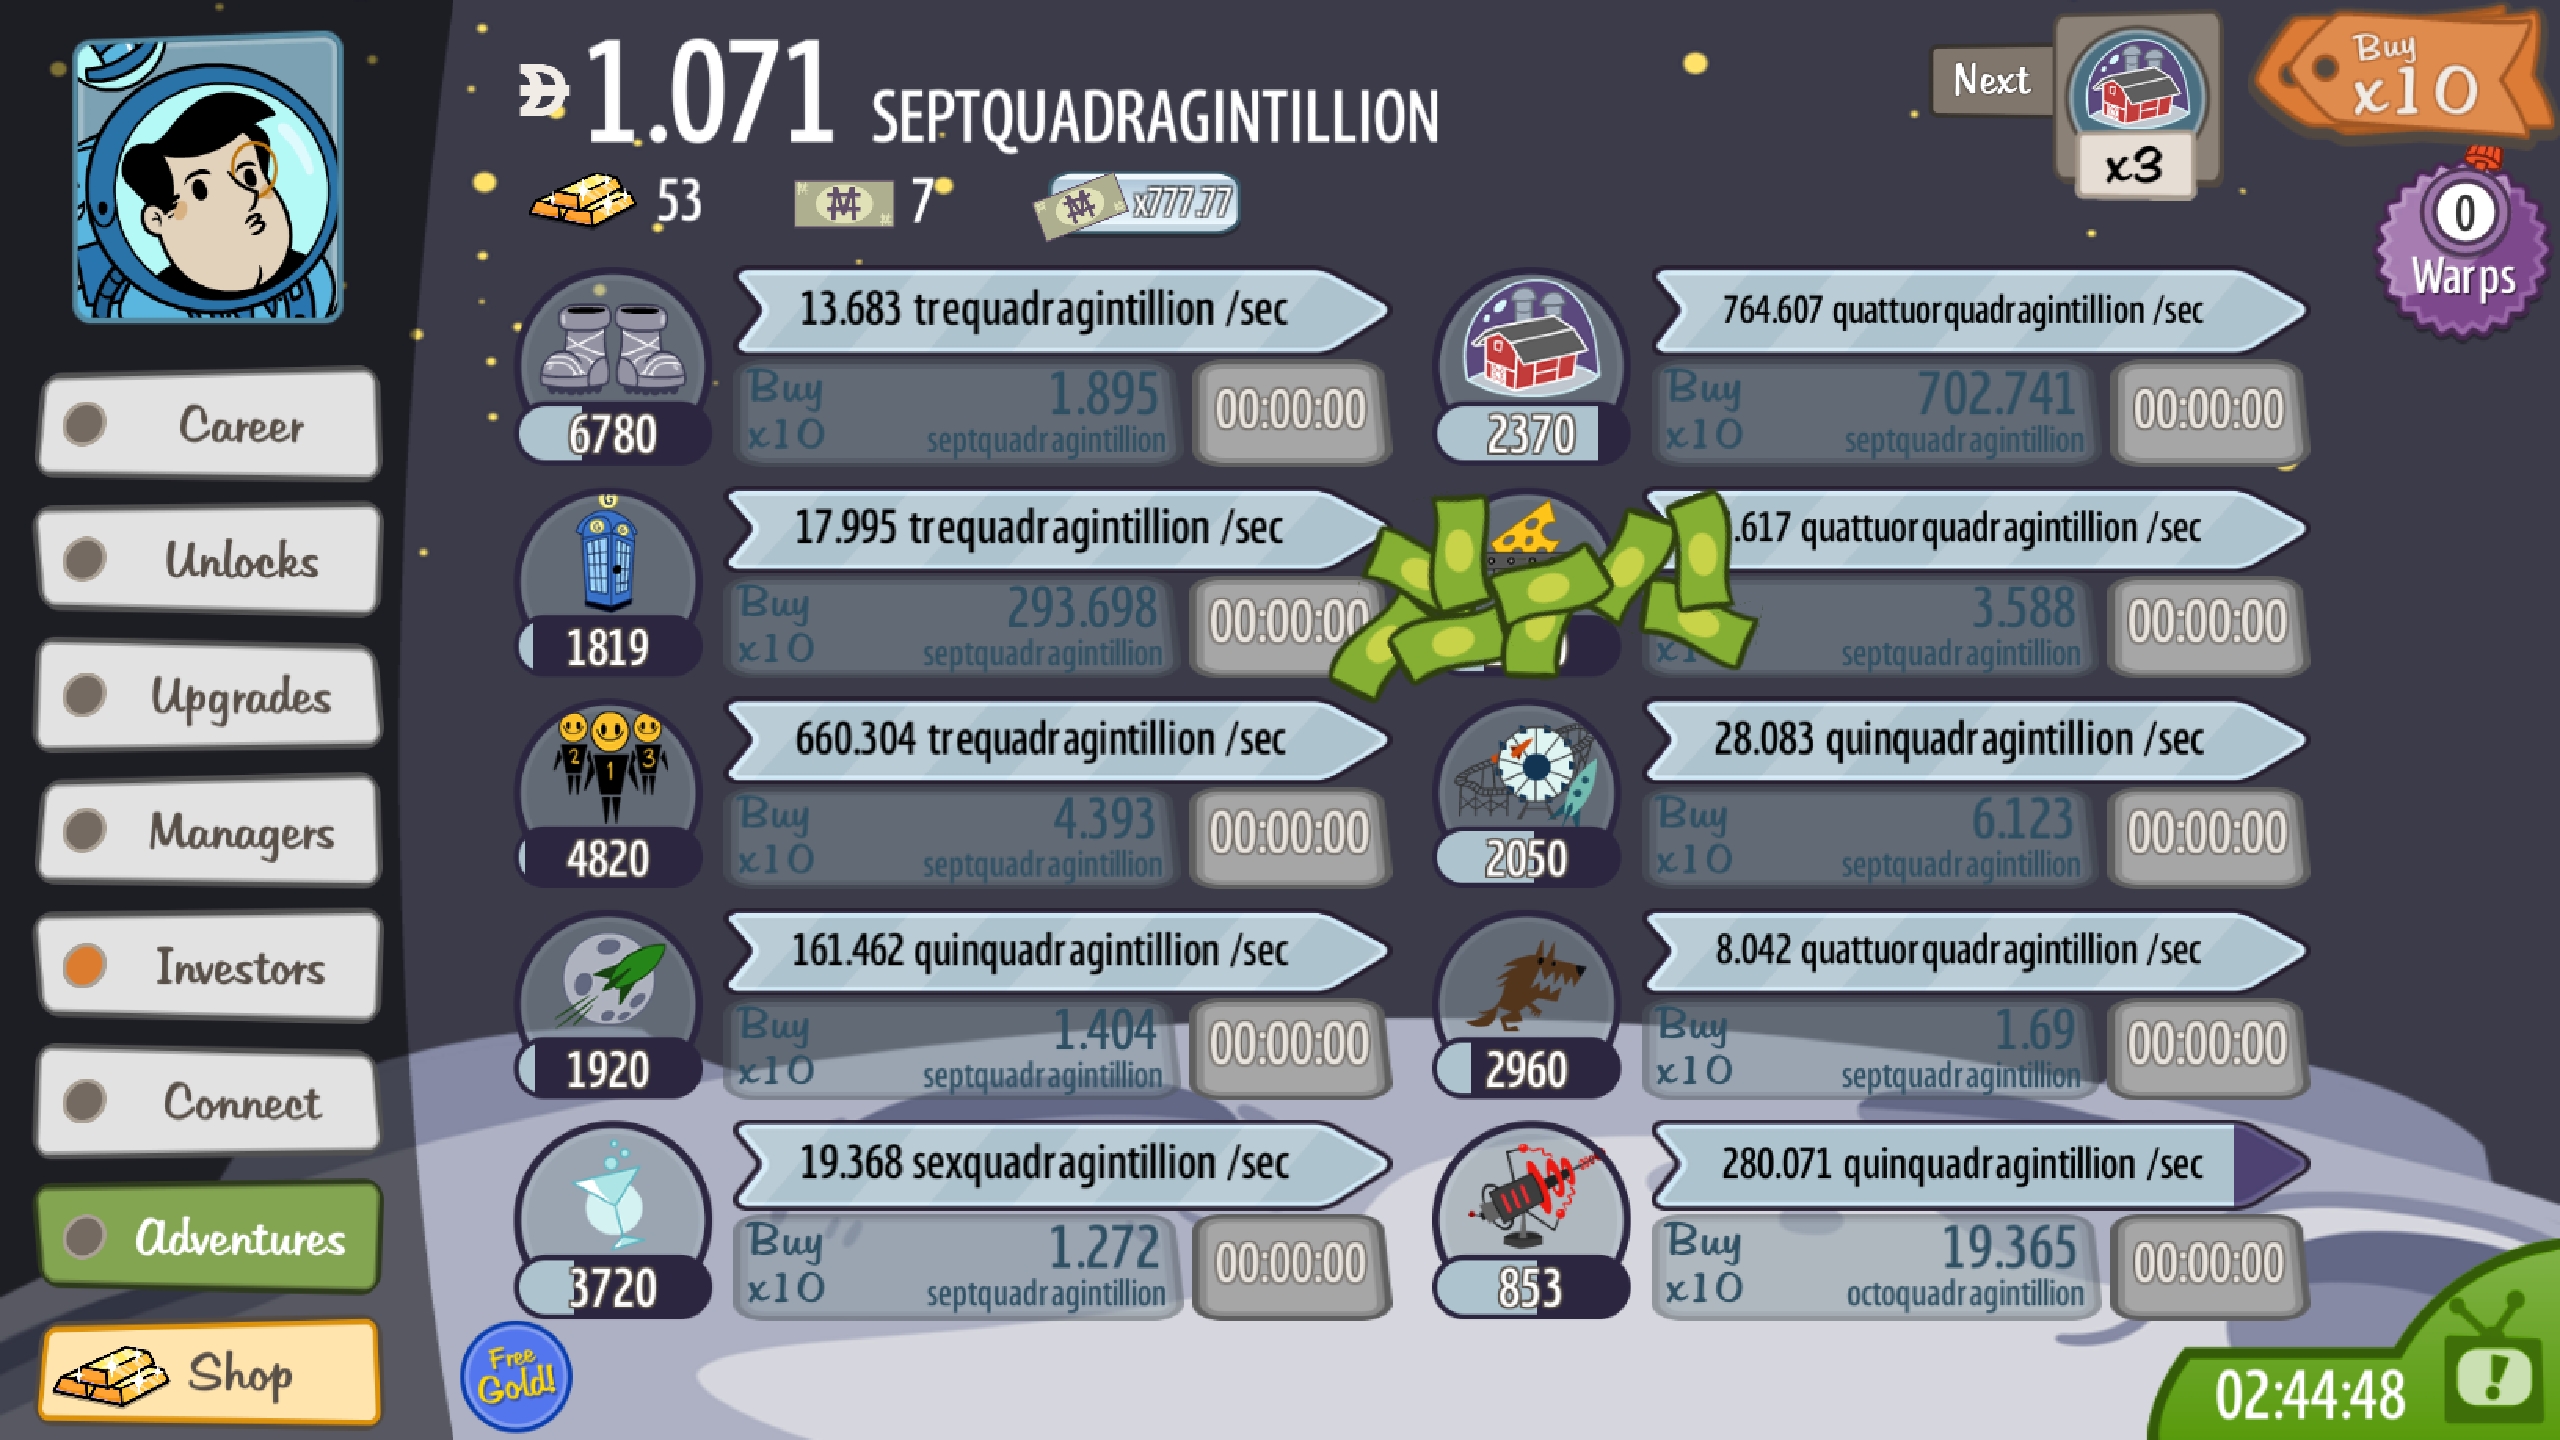 1.071 SEPTQUADRAGINTILLION
53
7
x777.77
Next
x3
Buy
x10
0
Warps
Career
Unlocks
Upgrades
Managers
Investors
Connect
Adventures
Shop
13.683 trequadragintillion /sec
Buy
x10
1.895
septquadragintillion
00:00:00
6780
764.607 quattuorquadragintillion /sec
Buy
x10
702.741
septquadragintillion
00:00:00
2370
17.995 trequadragintillion /sec
Buy
x10
293.698
septquadragintillion
00:00:00
1819
.617 quattuorquadragintillion /sec
3.588
septquadragintillion
00:00:00
2 1 3
660.304 trequadragintillion /sec
Buy
x10
4.393
septquadragintillion
00:00:00
4820
28.083 quinquadragintillion /sec
Buy
x10
6.123
septquadragintillion
00:00:00
2050
161.462 quinquadragintillion /sec
Buy
x10
1.404
septquadragintillion
00:00:00
1920
8.042 quattuorquadragintillion /sec
Buy
x10
1.69
septquadragintillion
00:00:00
2960
19.368 sexquadragintillion /sec
Buy
x10
1.272
septquadragintillion
00:00:00
3720
280.071 quinquadragintillion /sec
Buy
x10
19.365
octoquadragintillion
00:00:00
853
Free
Gold!
02:44:48